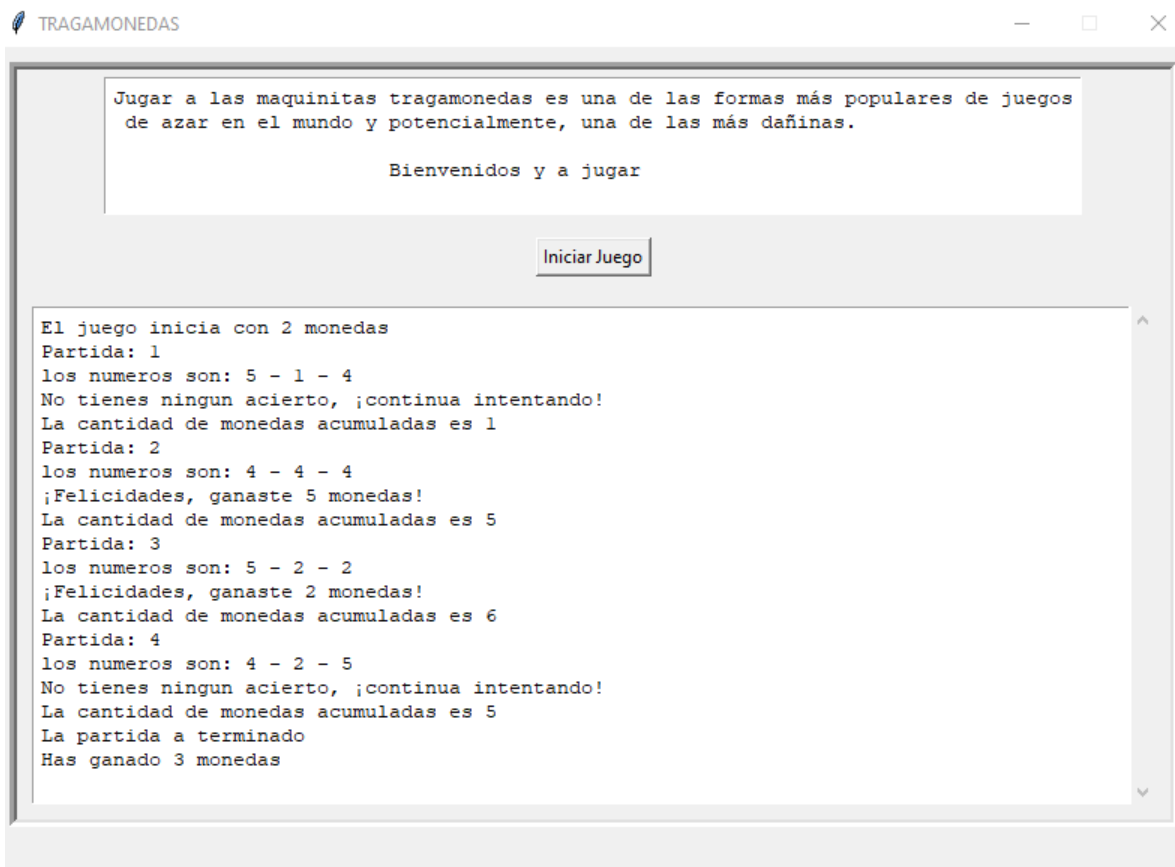 TRAGAMONEDAS
Jugar a las maquinitas tragamonedas es una de las formas más populares de juegos
de azar en el mundo y potencialmente, una de las más dañinas.
Bienvenidos y a jugar
Iniciar Juego
El juego inicia con 2 monedas
Partida: 1
los numeros son: 5 - 1 - 4
No tienes ningun acierto, ¡continua intentando!
La cantidad de monedas acumuladas es 1
Partida: 2
los numeros son: 4 - 4 - 4
¡Felicidades, ganaste 5 monedas!
La cantidad de monedas acumuladas es 5
Partida: 3
los numeros son: 5 - 2 - 2
¡Felicidades, ganaste 2 monedas!
La cantidad de monedas acumuladas es 6
Partida: 4
los numeros son: 4 - 2 - 5
No tienes ningun acierto, ¡continua intentando!
La cantidad de monedas acumuladas es 5
La partida a terminado
Has ganado 3 monedas